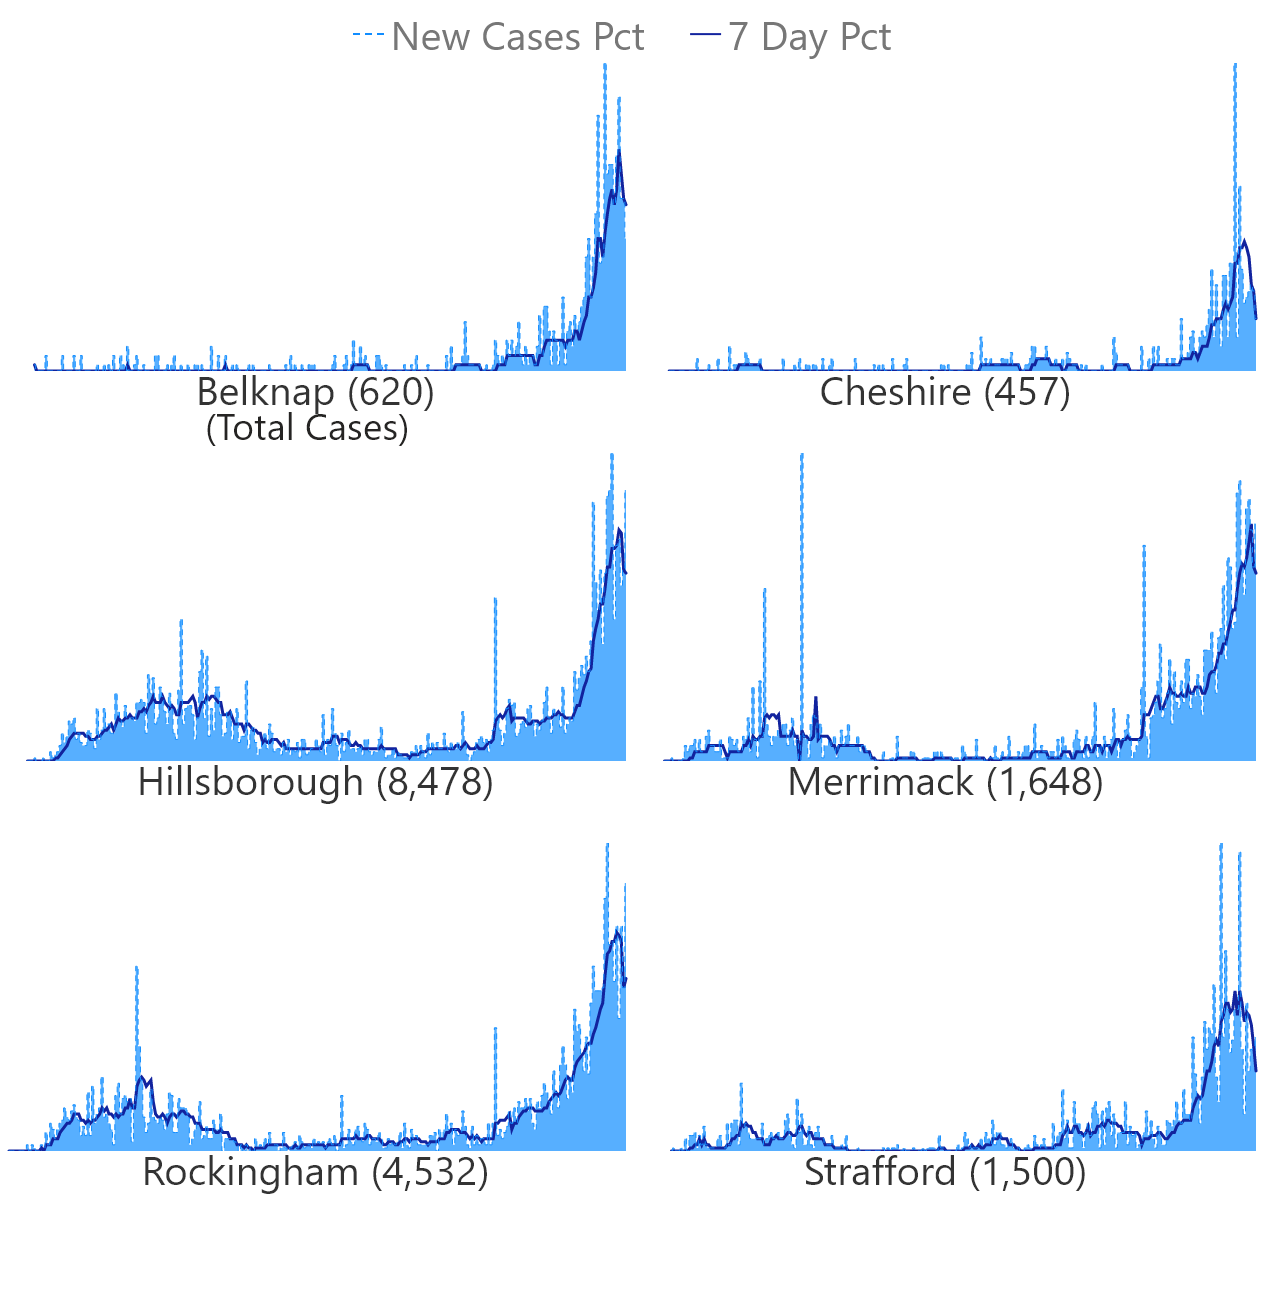 New Cases Pct 7 Day Pct
Belknap (620) Cheshire (457)
(Total Cases)
Hillsborough (8,478) Merrimack (1,648)
Rockingham (4,532) Strafford (1,500)